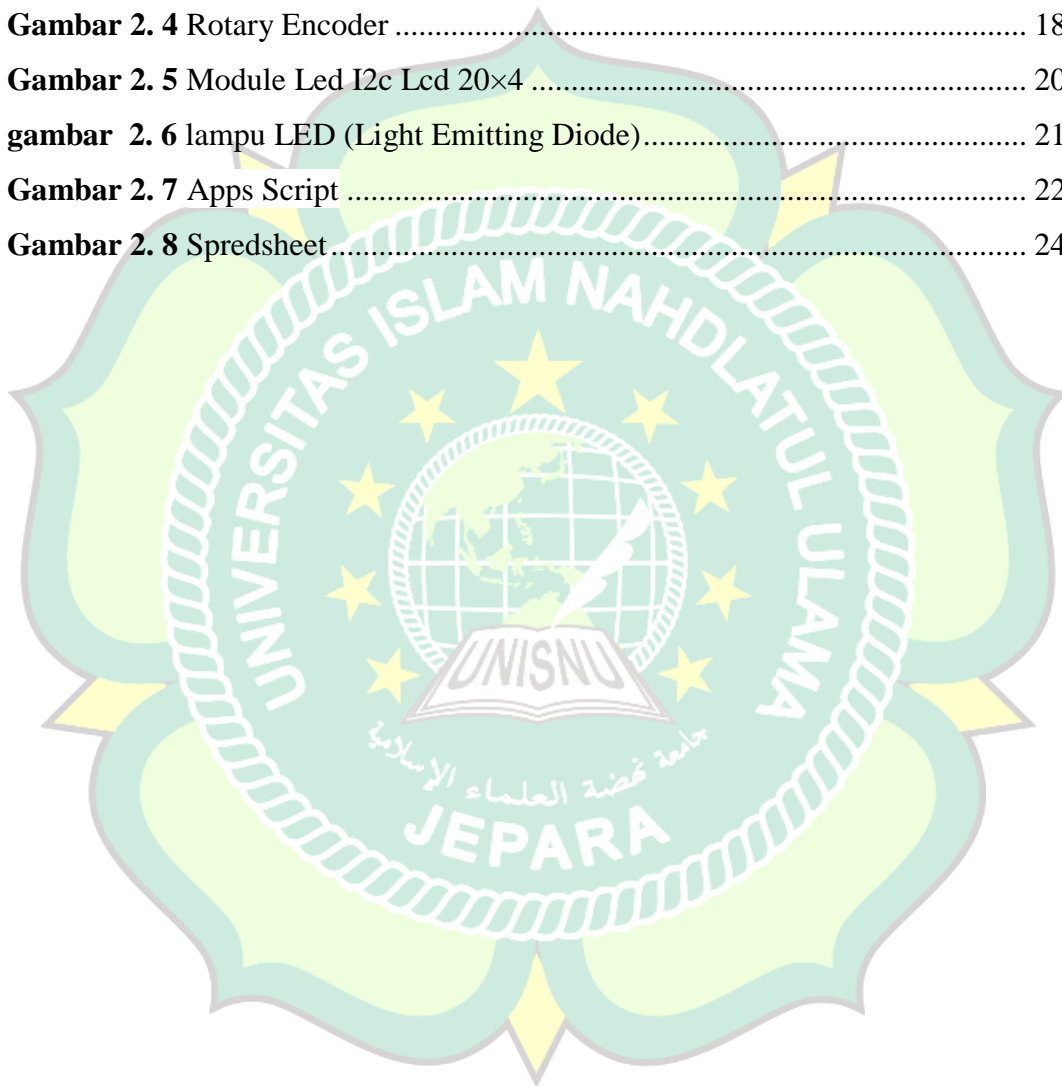 Gambar 2. 4 Rotary Encoder ........................................................................ 18
Gambar 2. 5 Module Led I2c Lcd 20×4 ........................................................ 20
gambar  2. 6 lampu LED (Light Emitting Diode)........................................... 21
Gambar 2. 7 Apps Script ............................................................................. 22
Gambar 2. 8 Spredsheet ............................................................................... 24
UNIVERSITAS ISLAM NAHDLATUL ULAMA
UNISNU
جامعة نهضة العلماء الإسلامية
JEPARA